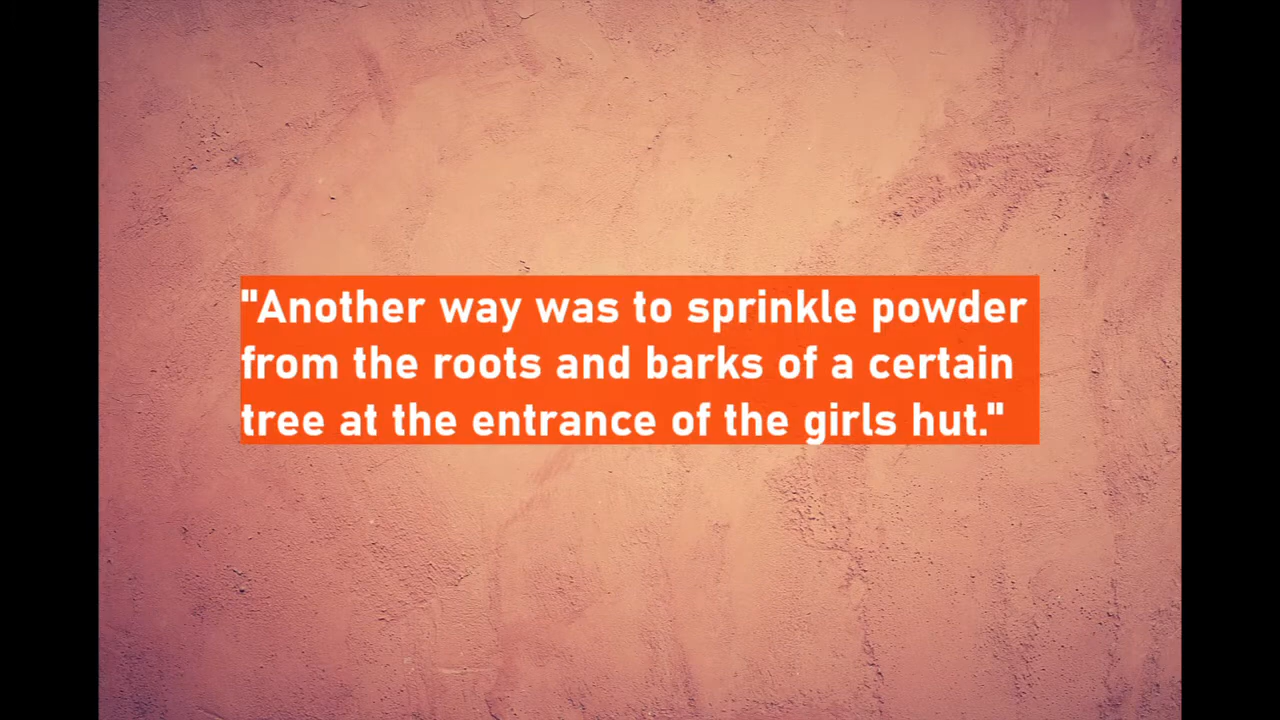 "Another way was to sprinkle powder
from the roots and barks of a certain
tree at the entrance of the girls hut."